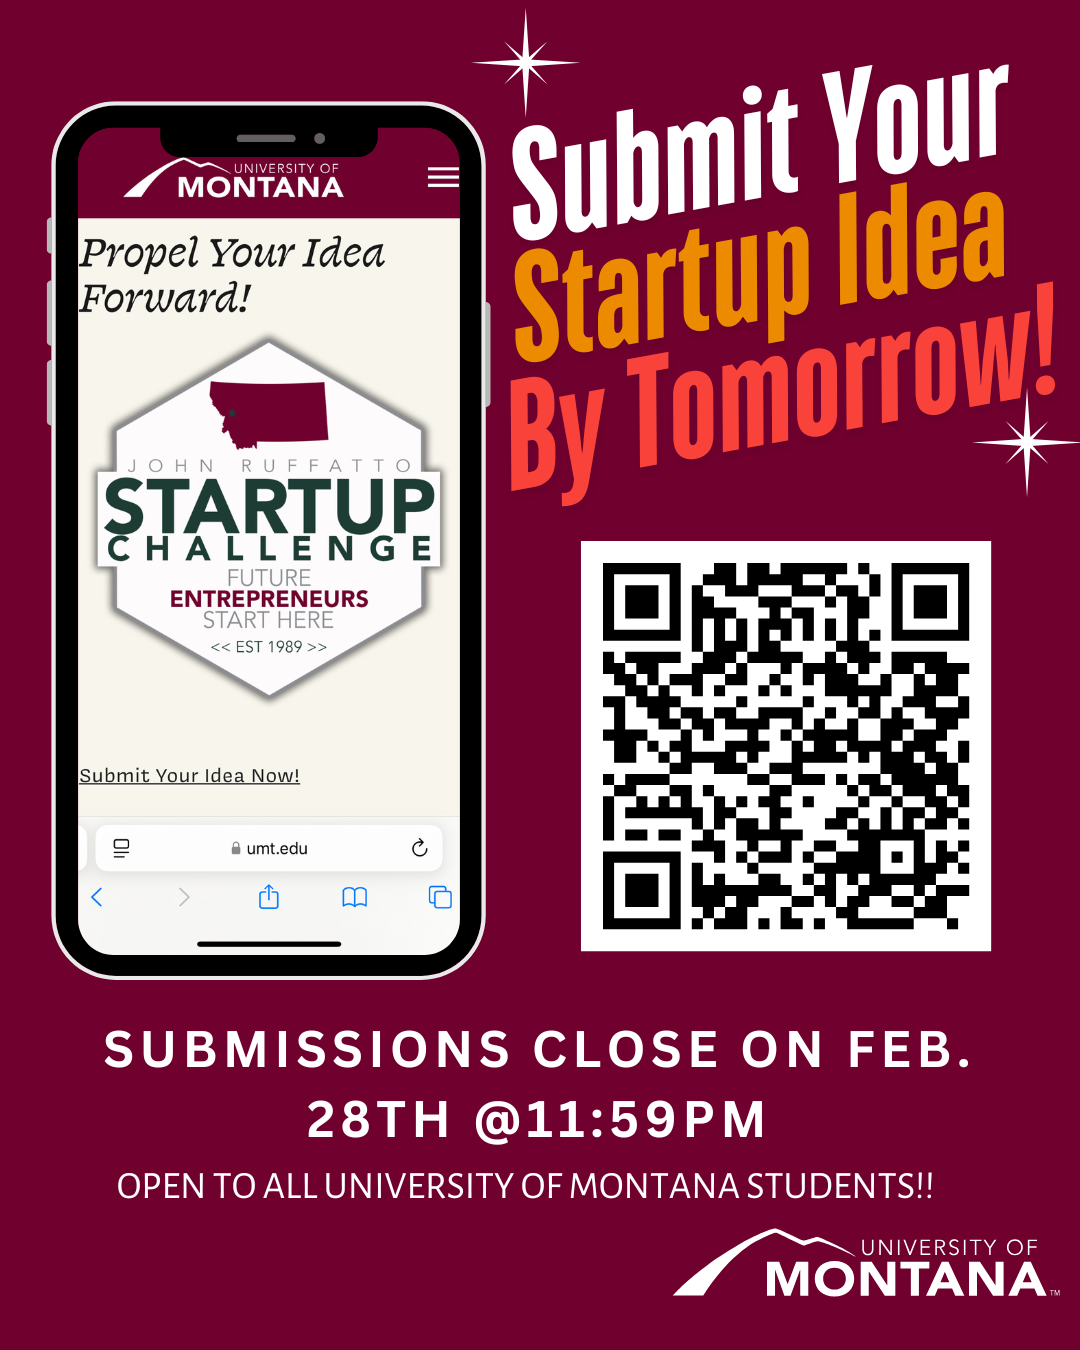 UNIVERSITY OF
MONTANA
Propel Your Idea
Forward!
JOHN RUFFATTO
STARTUP
CHALLENGE
FUTURE
ENTREPRENEURS
START HERE
<< EST 1989 >>
Submit Your Idea Now!
umt.edu
Submit Your
Startup Idea
By Tomorrow!
SUBMISSIONS CLOSE ON FEB.
28TH @11:59PM
OPEN TO ALL UNIVERSITY OF MONTANA STUDENTS!!
UNIVERSITY OF
MONTANA™